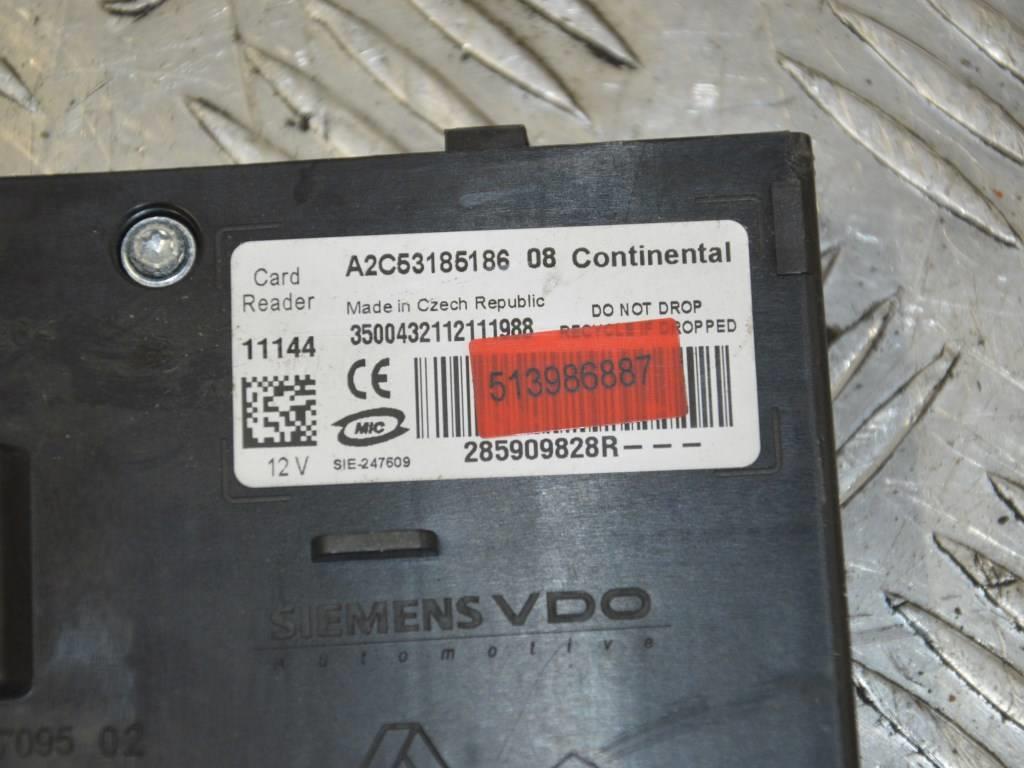 Card Reader
A2C53185186 08 Continental
Made in Czech Republic
DO NOT DROP
RECYCLE IF DROPPED
3500432112111988
11144
CE
MIC
513986887
285909828R---
12 V
SIE-247609
SIEMENS VDO
Automotive
095 02